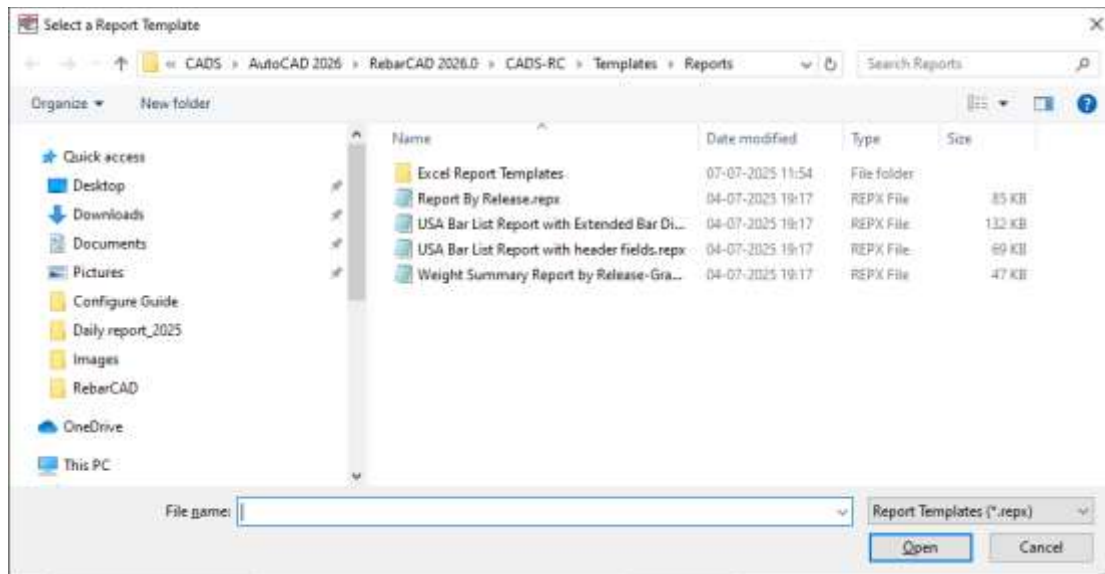 Select a Report Template
« CADS › AutoCAD 2026 › RebarCAD 2026.0 › CADS-RC › Templates › Reports
Search Reports
Organize
New folder
Name Date modified Type Size
Quick access
Desktop
Downloads
Documents
Pictures
Configure Guide
Daily report_2025
Images
RebarCAD
OneDrive
This PC
Excel Report Templates 07-07-2025 11:54 File folder
Report By Release.repx 04-07-2025 19:17 REPX File 85 KB
USA Bar List Report with Extended Bar Di... 04-07-2025 19:17 REPX File 132 KB
USA Bar List Report with header fields.repx 04-07-2025 19:17 REPX File 69 KB
Weight Summary Report by Release-Gra... 04-07-2025 19:17 REPX File 47 KB
File name:
Report Templates (*.repx)
Open
Cancel